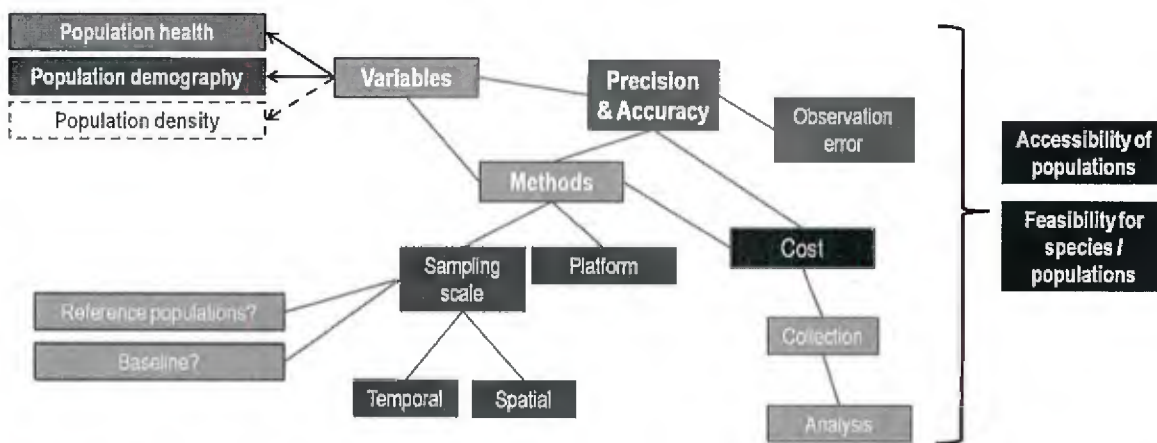 Population health
Population demography
Population density
Variables
Precision
& Accuracy
Observation
error
Methods
Sampling
scale
Platform
Cost
Reference populations?
Baseline?
Temporal
Spatial
Collection
Analysis
Accessibility of
populations
Feasibility for
species /
populations